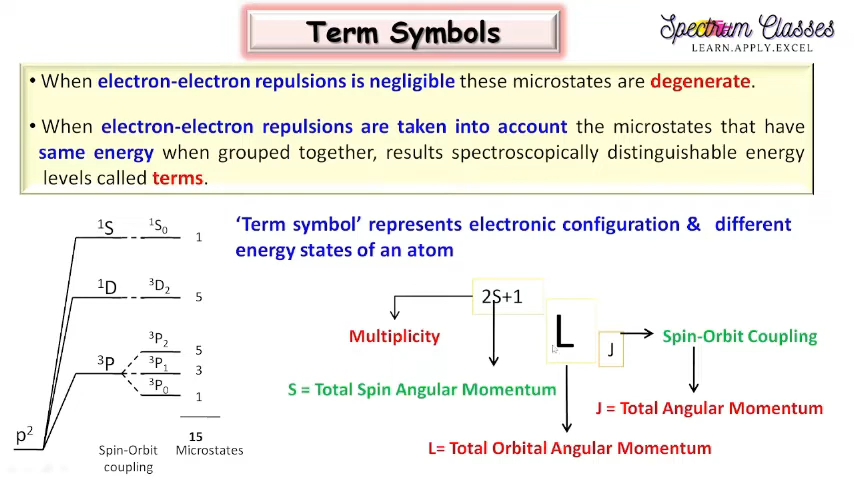 Term Symbols
Spectrum Classes
LEARN.APPLY.EXCEL
• When electron-electron repulsions is negligible these microstates are degenerate.
• When electron-electron repulsions are taken into account the microstates that have
same energy when grouped together, results spectroscopically distinguishable energy
levels called terms.
‘Term symbol’ represents electronic configuration & different
energy states of an atom
¹S ¹S₀ 1
¹D ³D₂ 5
³P₂ 5
³P ³P₁ 3
³P₀ 1
p²
15
Spin-Orbit Microstates
coupling
2S+1
L
J
Multiplicity
Spin-Orbit Coupling
S = Total Spin Angular Momentum
J = Total Angular Momentum
L= Total Orbital Angular Momentum